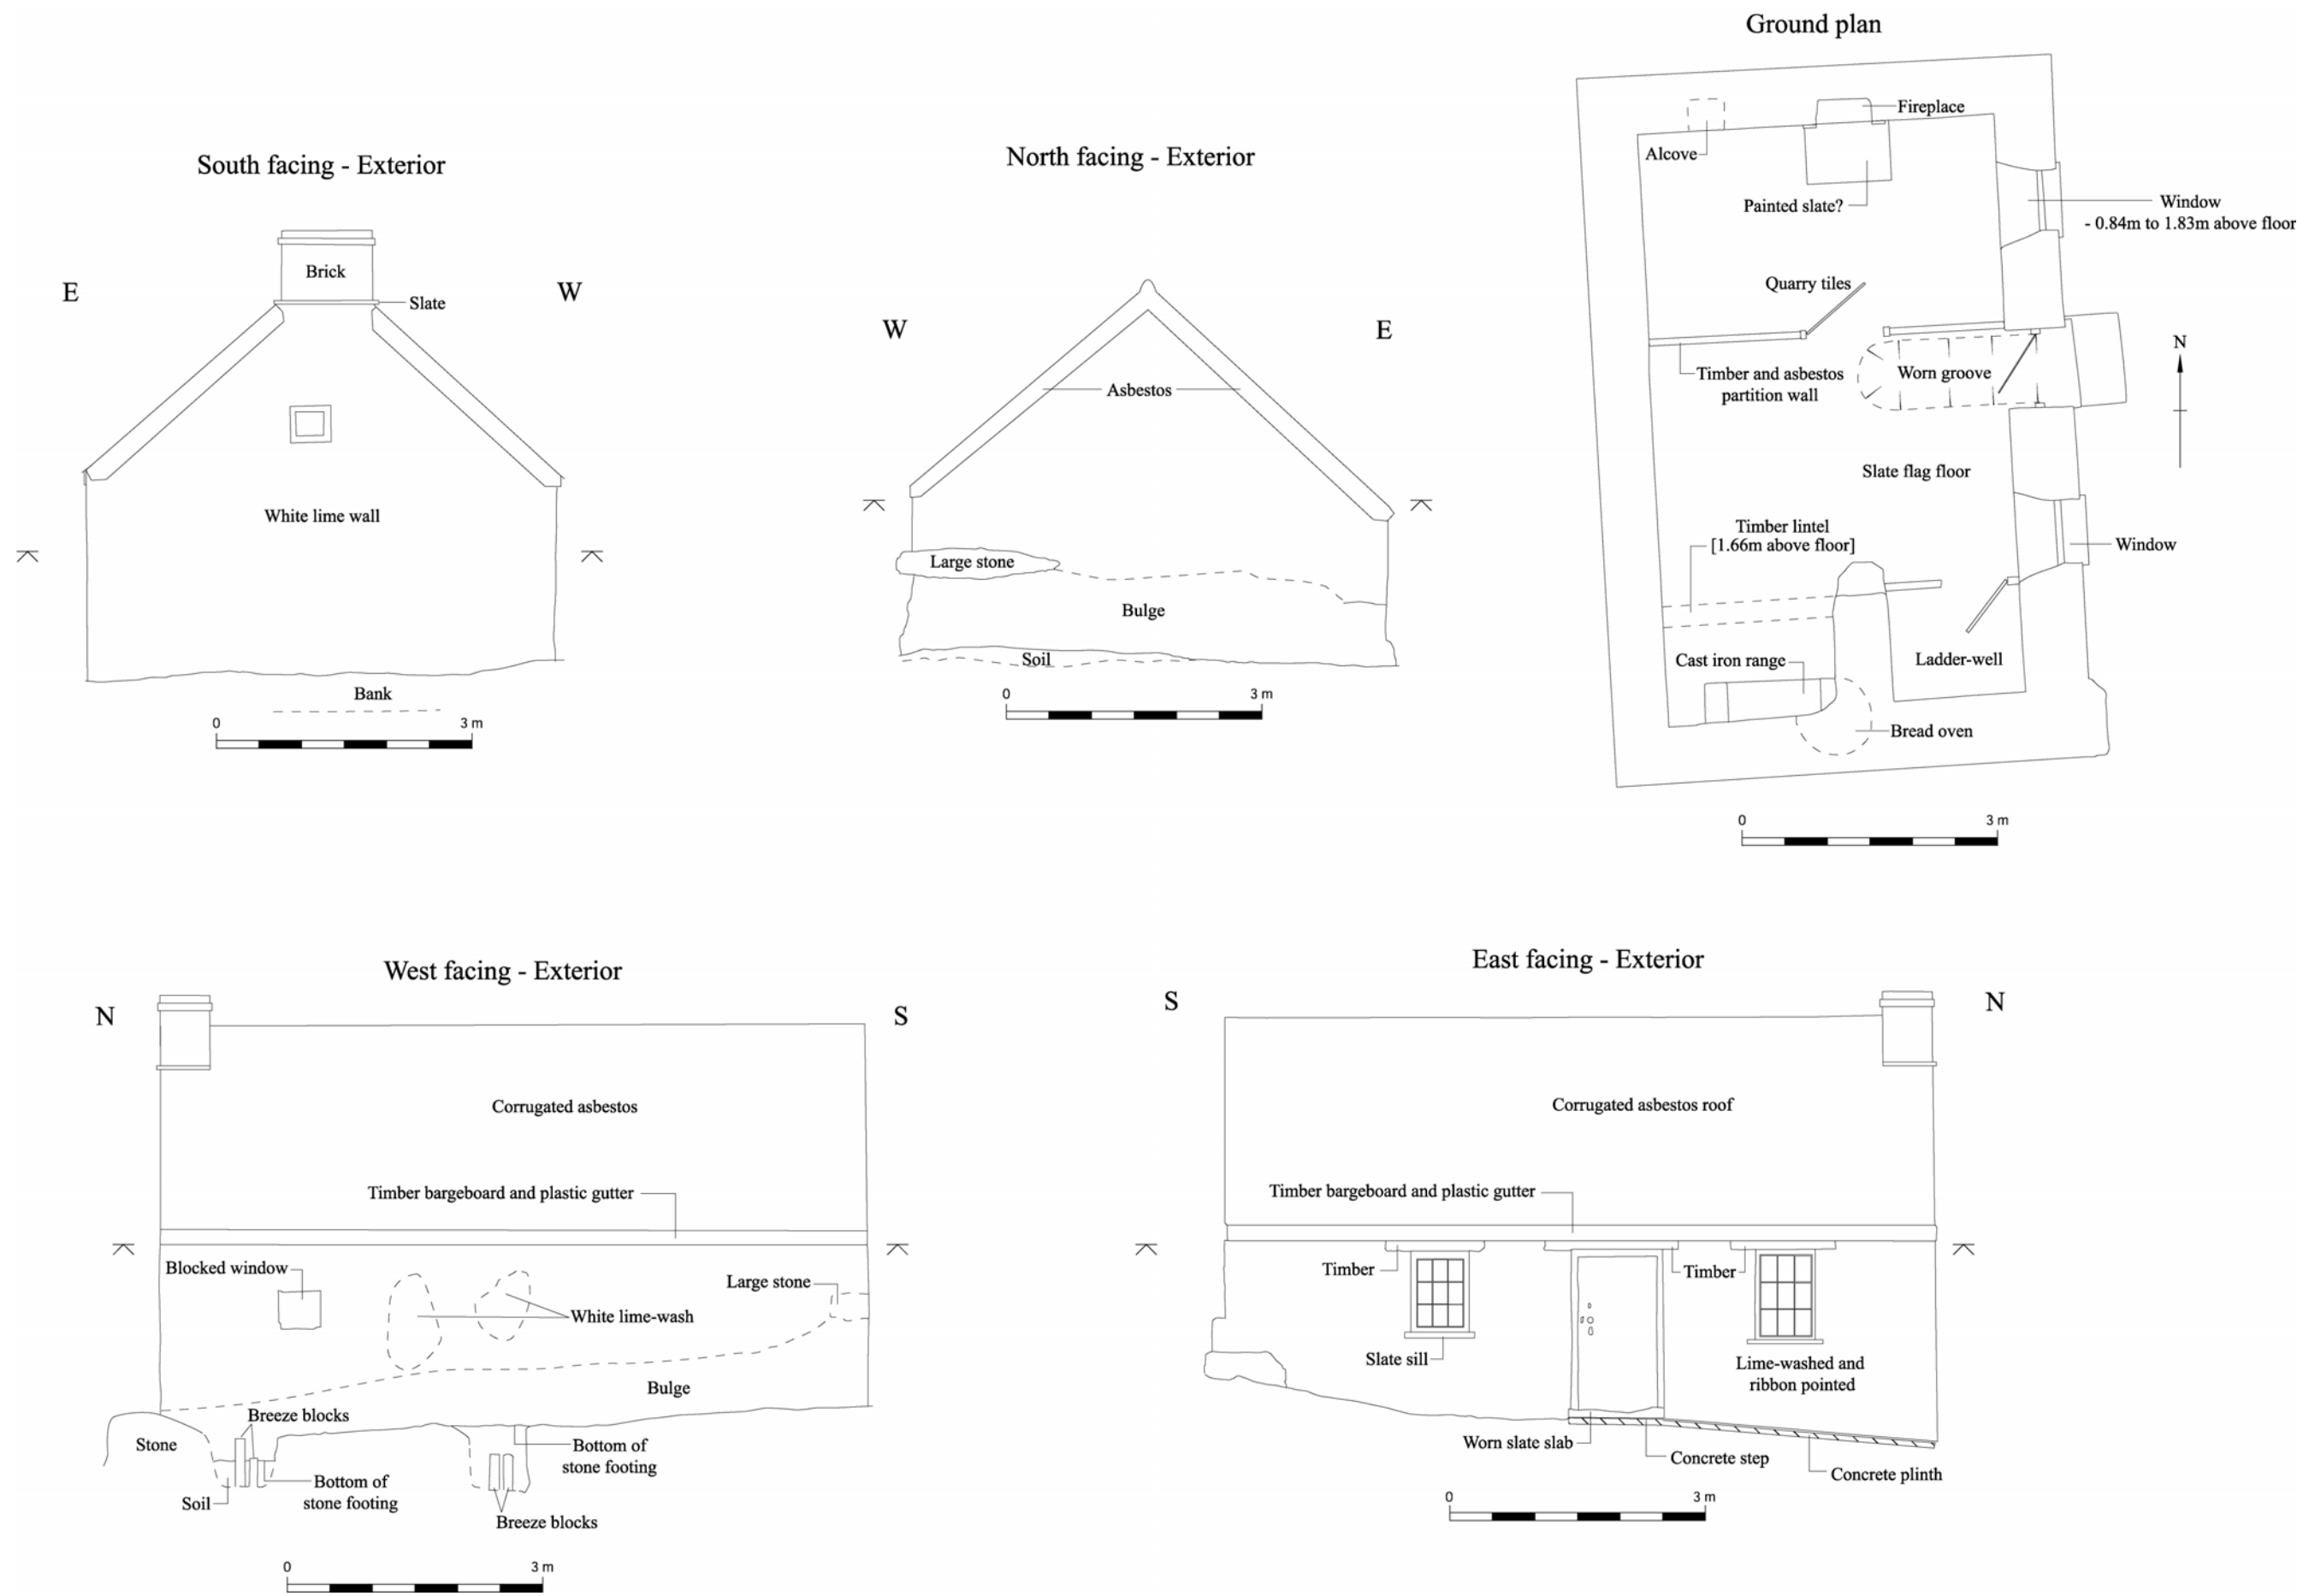 Ground plan
Fireplace
Alcove
Painted slate?
Window
- 0.84m to 1.83m above floor
Quarry tiles
Timber and asbestos
partition wall
Worn groove
N
Slate flag floor
Timber lintel
[1.66m above floor]
Window
Cast iron range
Ladder-well
Bread oven
0 3 m
South facing - Exterior
E
W
Brick
Slate
White lime wall
Bank
0 3 m
North facing - Exterior
W
E
Asbestos
Large stone
Bulge
Soil
0 3 m
West facing - Exterior
N
S
Corrugated asbestos
Timber bargeboard and plastic gutter
Blocked window
Large stone
White lime-wash
Bulge
Breeze blocks
Stone
Bottom of
stone footing
Bottom of
stone footing
Soil
Breeze blocks
0 3 m
East facing - Exterior
S
N
Corrugated asbestos roof
Timber bargeboard and plastic gutter
Timber
Timber
Slate sill
Lime-washed and
ribbon pointed
Worn slate slab
Concrete step
Concrete plinth
0 3 m